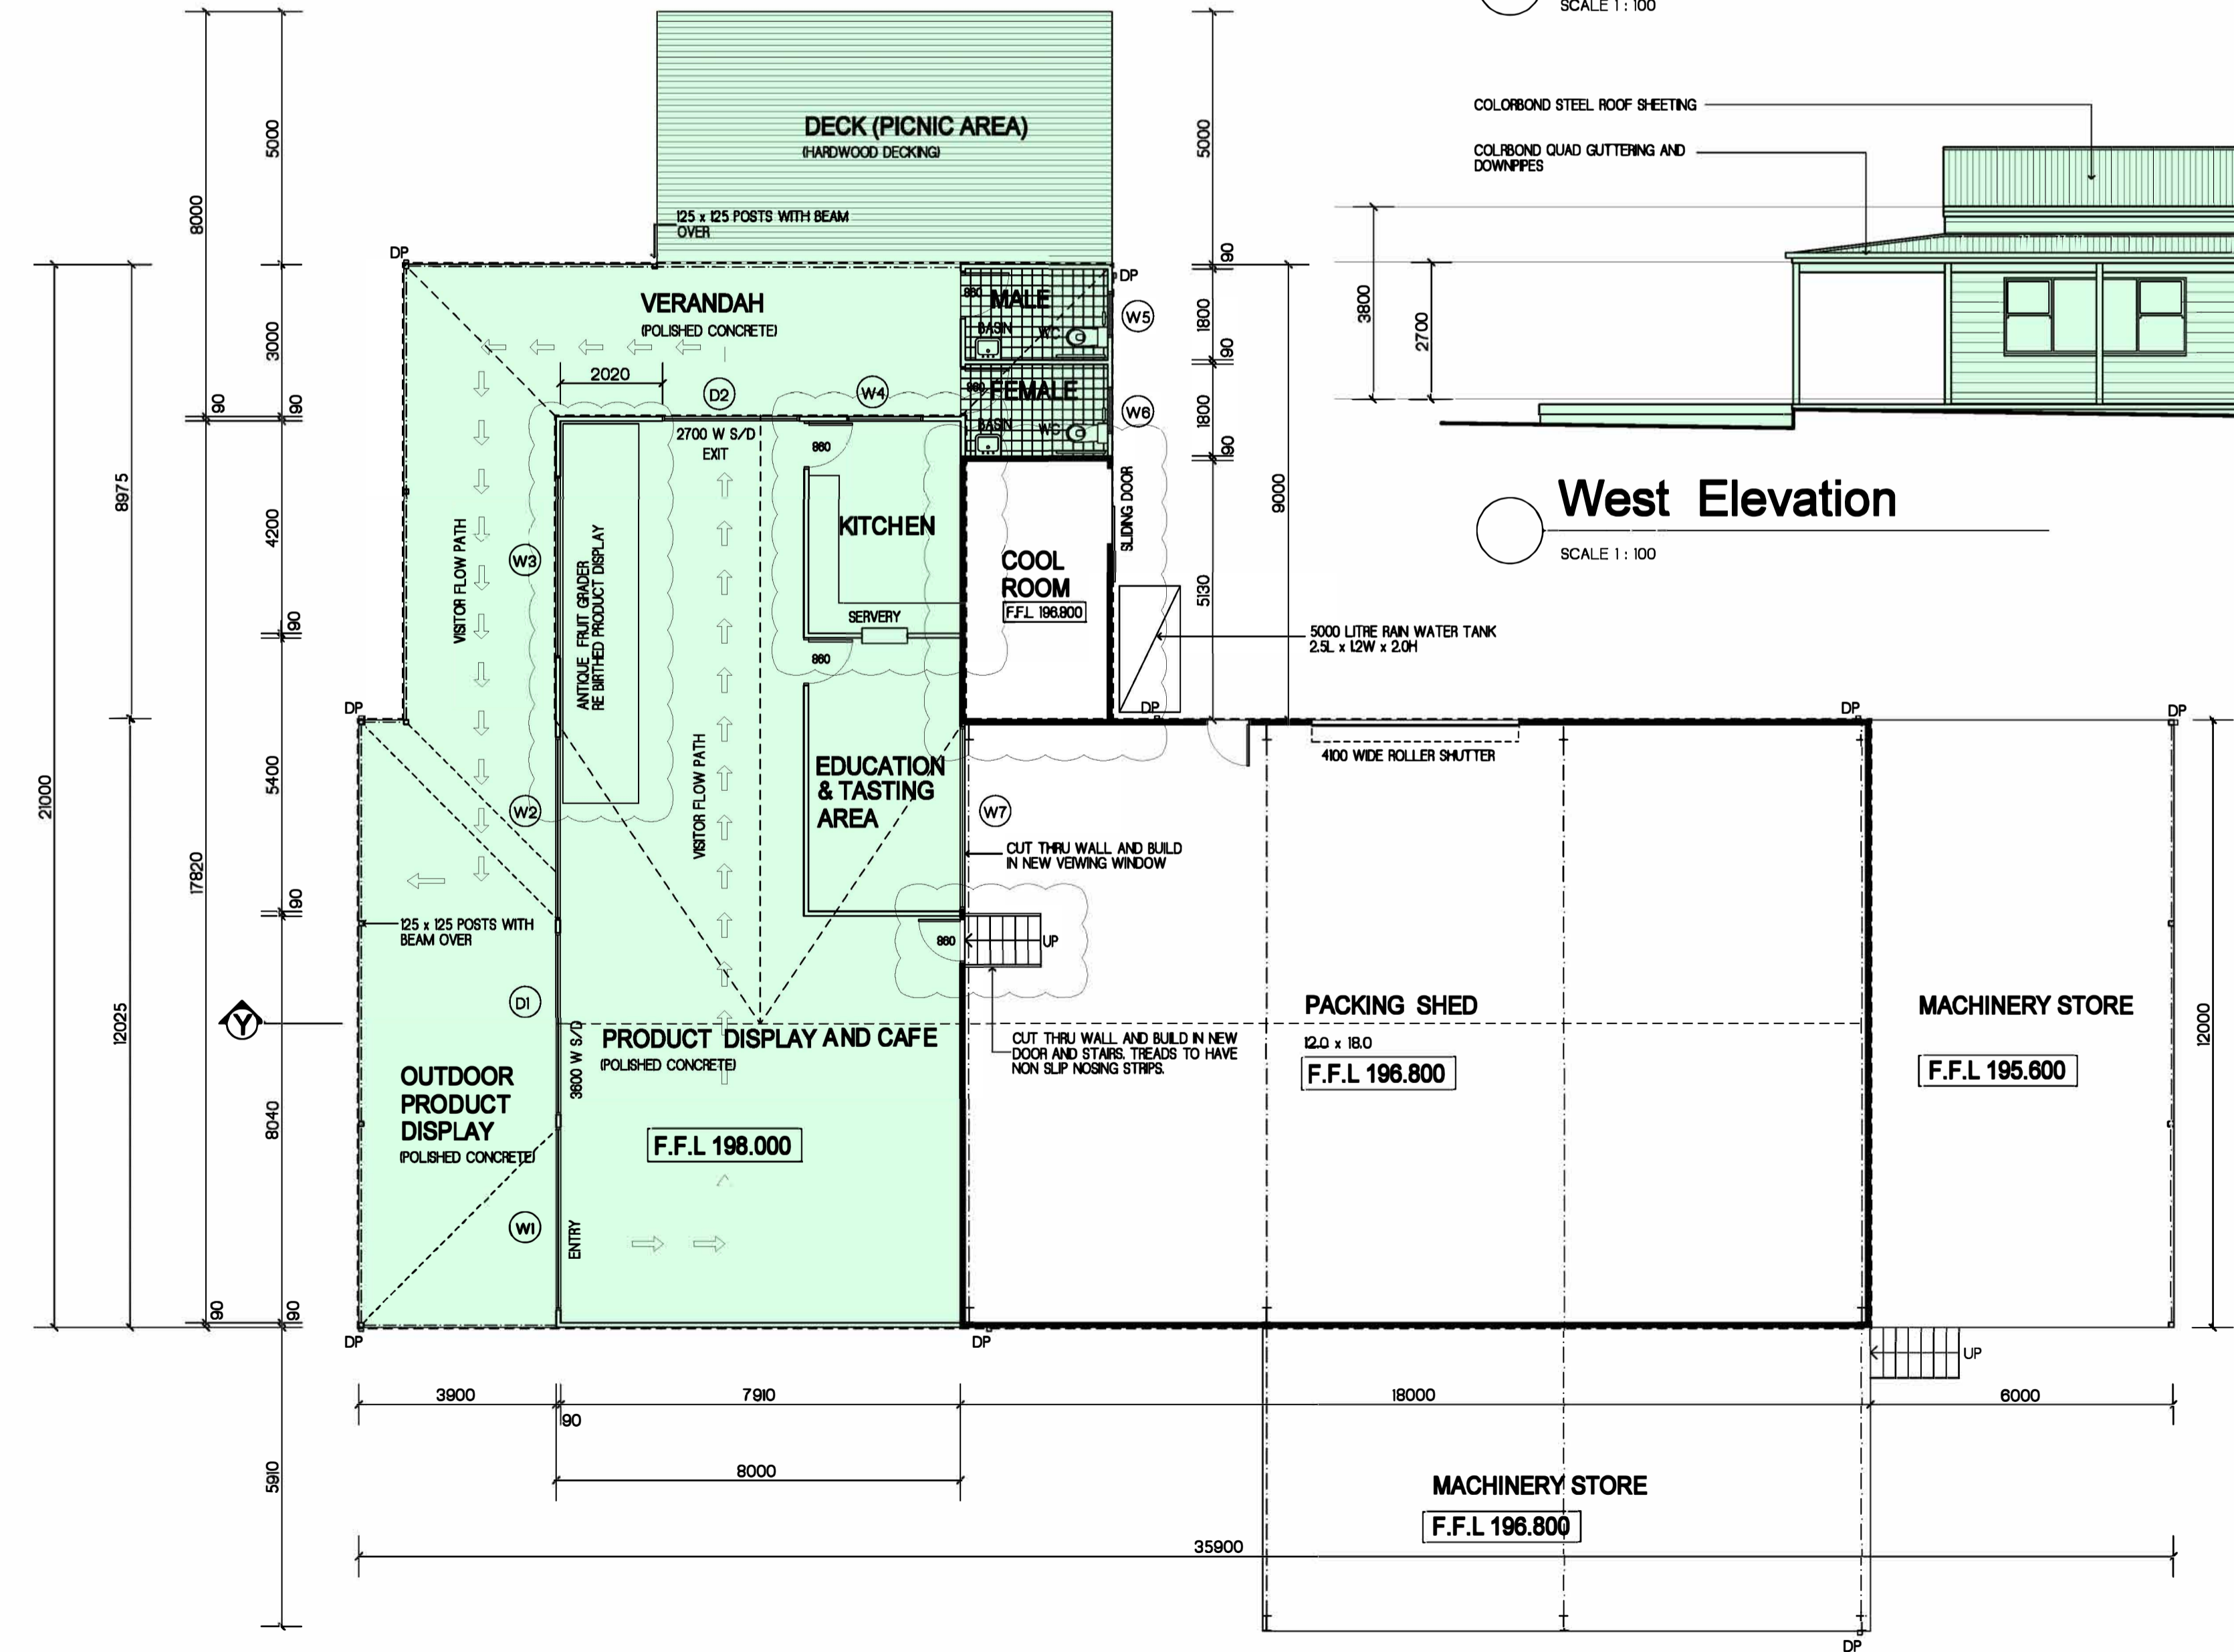 SCALE 1 : 100
COLORBOND STEEL ROOF SHEETING
COLRBOND QUAD GUTTERING AND
DOWNPIPES
3800
2700
West Elevation
SCALE 1 : 100
DECK (PICNIC AREA)
(HARDWOOD DECKING)
125 x 125 POSTS WITH BEAM
OVER
5000
8000
3000
90
90
8975
4200
90
21000
17820
5400
90
12025
8040
90
90
5910
5000
90
1800
90
1800
90
9000
5130
DP
VERANDAH
(POLISHED CONCRETE)
2020
D2
W4
MALE
BASIN
WC
860
DP
W5
FEMALE
BASIN
WC
860
W6
2700 W S/D
EXIT
860
KITCHEN
SERVERY
860
VISITOR FLOW PATH
W3
ANTIQUE FRUIT GRADER
RE BIRTHED PRODUCT DISPLAY
COOL
ROOM
F.F.L 196.800
SLIDING DOOR
5000 LITRE RAIN WATER TANK
2.5L x 1.2W x 2.0H
DP
DP
DP
DP
4100 WIDE ROLLER SHUTTER
EDUCATION
& TASTING
AREA
VISITOR FLOW PATH
W2
W7
CUT THRU WALL AND BUILD
IN NEW VEIWING WINDOW
125 x 125 POSTS WITH
BEAM OVER
860
UP
D1
Y
PACKING SHED
12.0 x 18.0
F.F.L 196.800
MACHINERY STORE
F.F.L 195.600
12000
CUT THRU WALL AND BUILD IN NEW
DOOR AND STAIRS. TREADS TO HAVE
NON SLIP NOSING STRIPS.
PRODUCT DISPLAY AND CAFE
(POLISHED CONCRETE)
3600 W S/D
OUTDOOR
PRODUCT
DISPLAY
(POLISHED CONCRETE)
F.F.L 198.000
W1
ENTRY
DP
DP
UP
3900
90
7910
18000
6000
8000
MACHINERY STORE
F.F.L 196.800
35900
DP